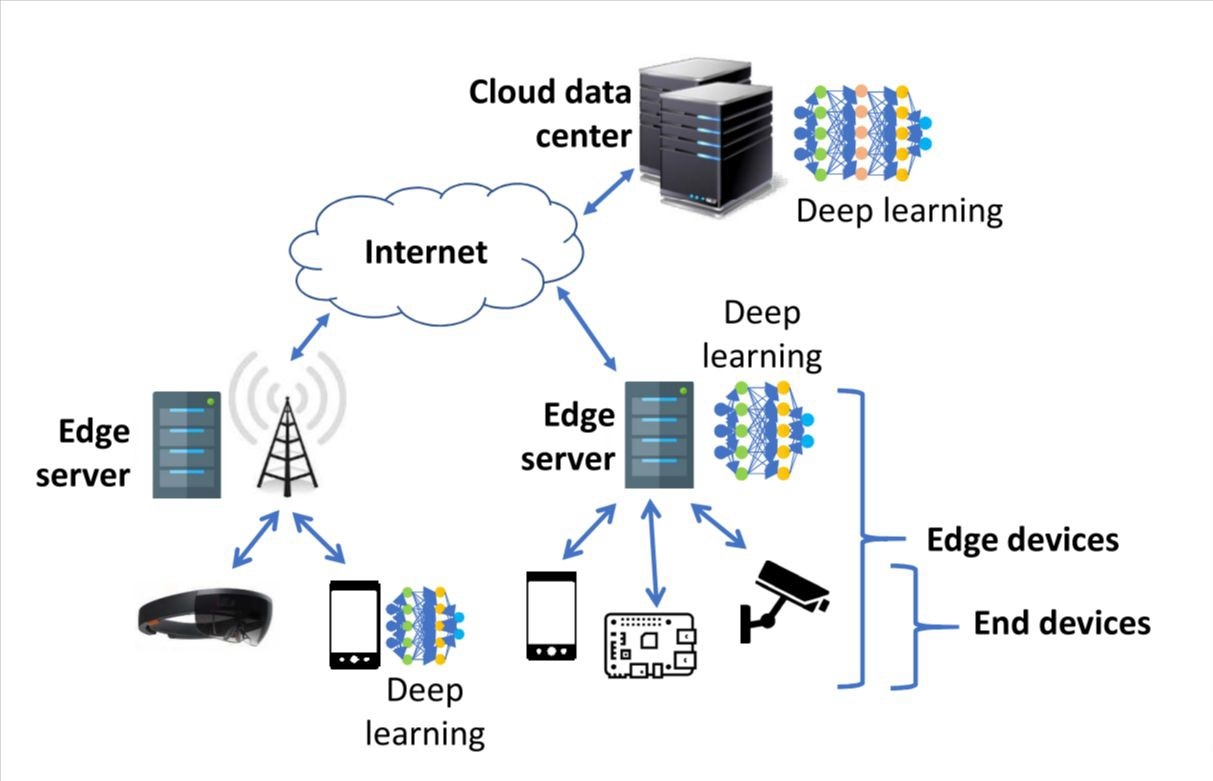 Cloud data
center
Deep learning
Internet
Deep
learning
Edge
server
Edge
server
Edge devices
End devices
Deep
learning